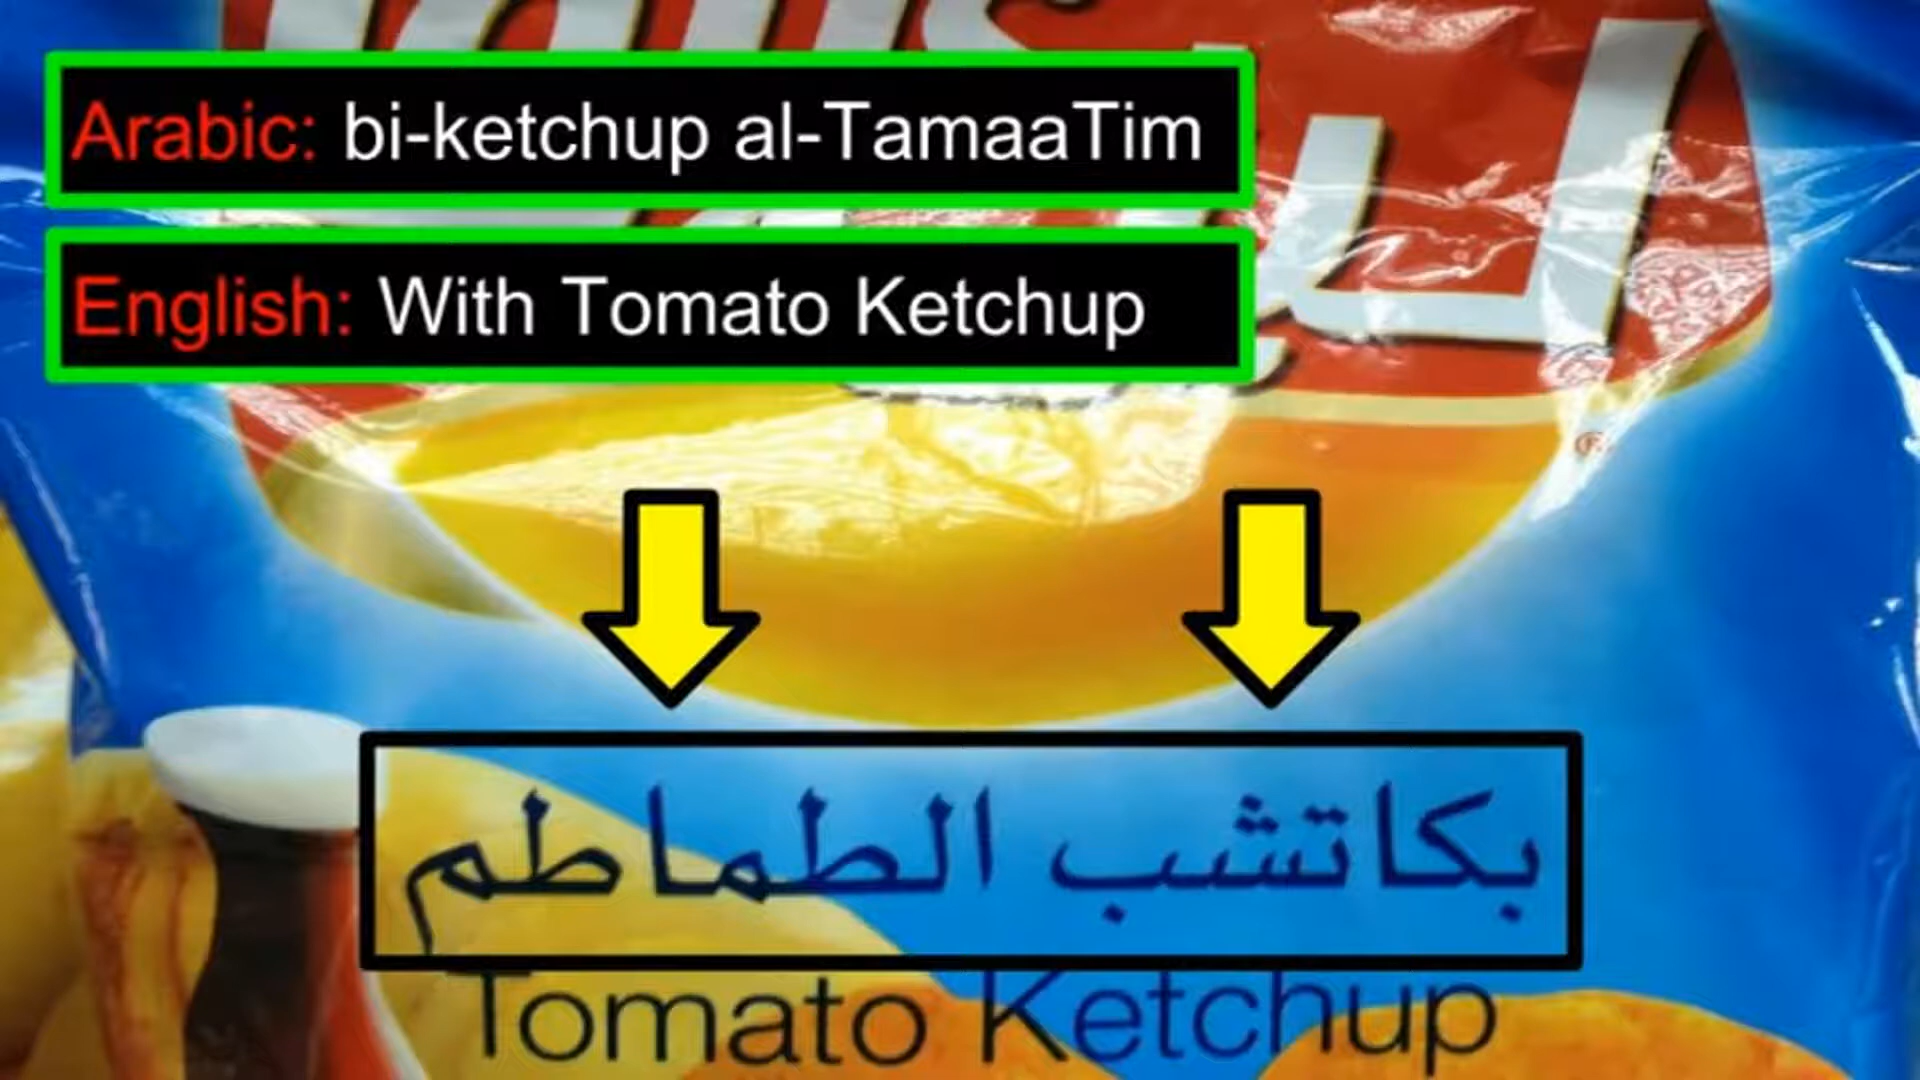 Arabic: bi-ketchup al-TamaaTim
English: With Tomato Ketchup
بكاتشب الطماطم
Tomato Ketchup